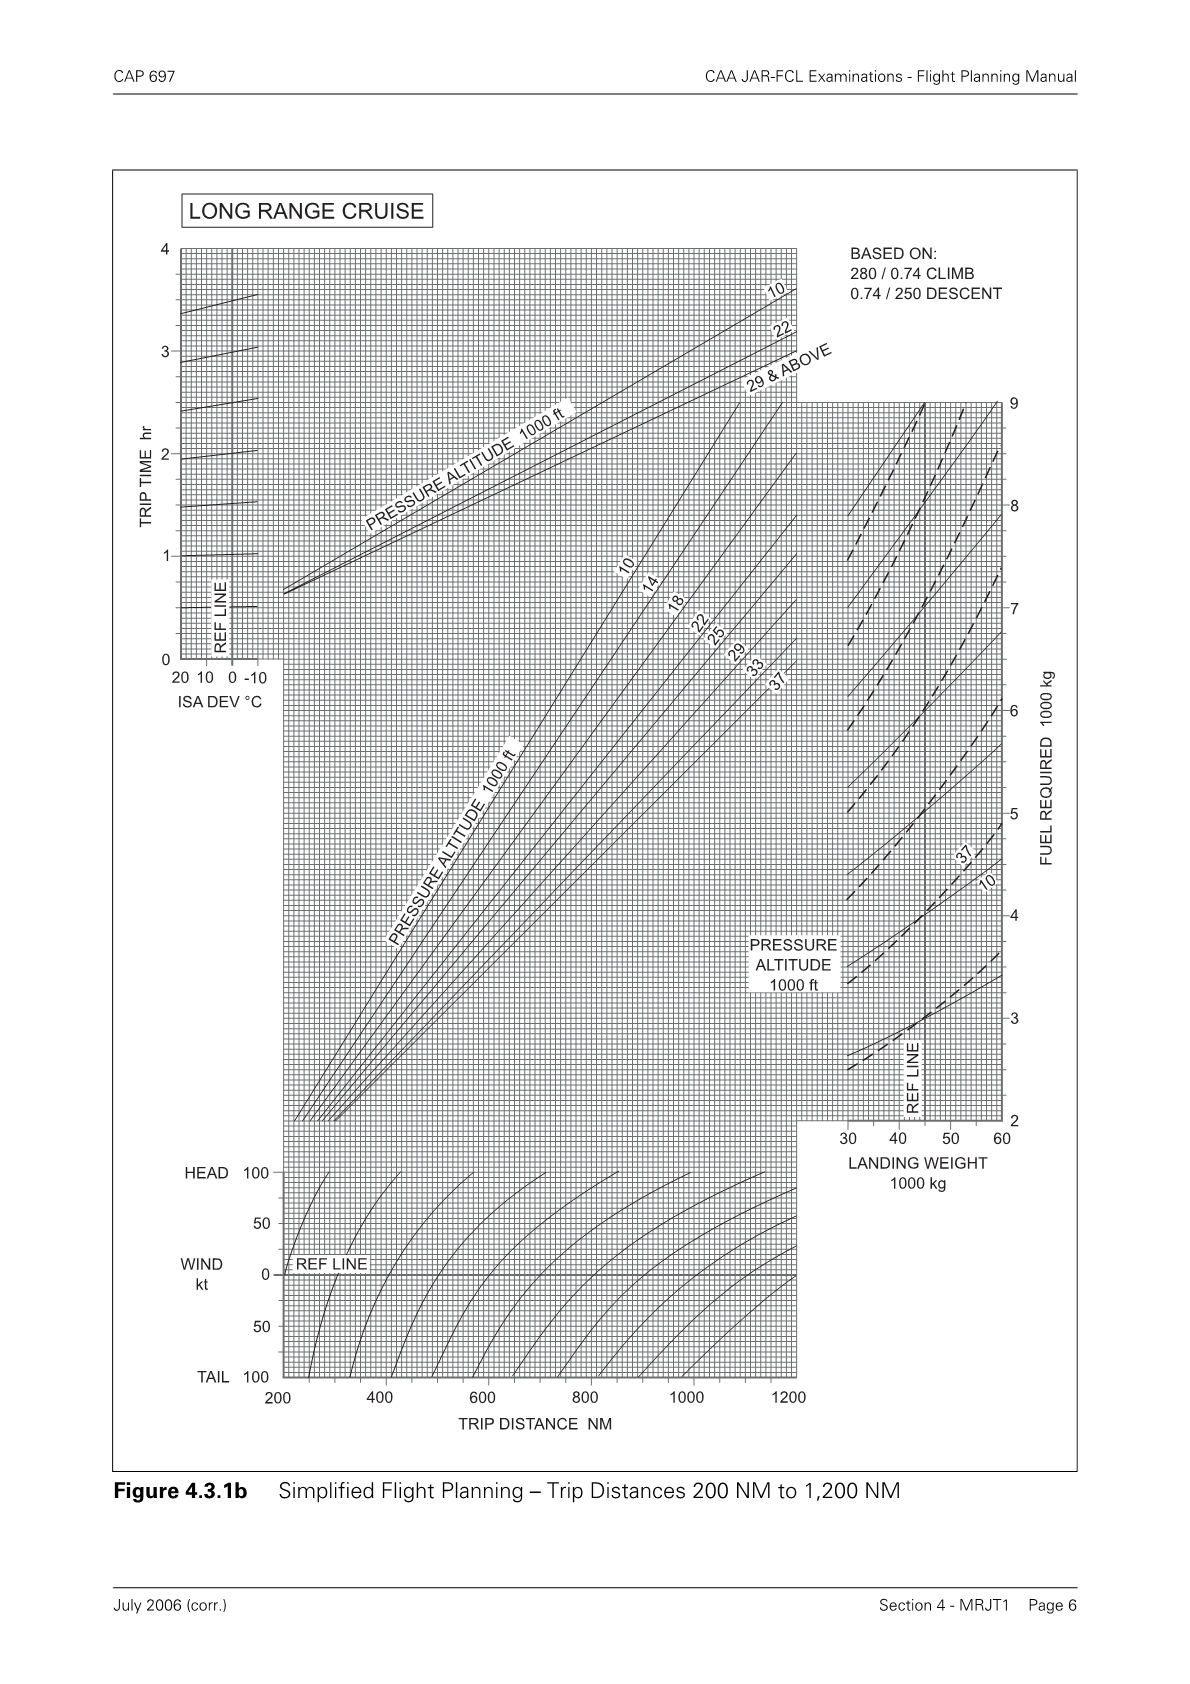 CAP 697
CAA JAR-FCL Examinations - Flight Planning Manual
LONG RANGE CRUISE
BASED ON:
280 / 0.74 CLIMB
0.74 / 250 DESCENT
4
3
2
1
0
TRIP TIME hr
REF LINE
20 10 0 -10
ISA DEV °C
10
22
29 & ABOVE
PRESSURE ALTITUDE 1000 ft
10
14
18
22
25
29
33
37
PRESSURE ALTITUDE 1000 ft
9
8
7
6
5
4
3
2
FUEL REQUIRED 1000 kg
37
10
PRESSURE
ALTITUDE
1000 ft
REF LINE
30 40 50 60
LANDING WEIGHT
1000 kg
HEAD 100
50
WIND
kt
0
REF LINE
50
TAIL 100
200 400 600 800 1000 1200
TRIP DISTANCE NM
Figure 4.3.1b Simplified Flight Planning – Trip Distances 200 NM to 1,200 NM
July 2006 (corr.)
Section 4 - MRJT1 Page 6